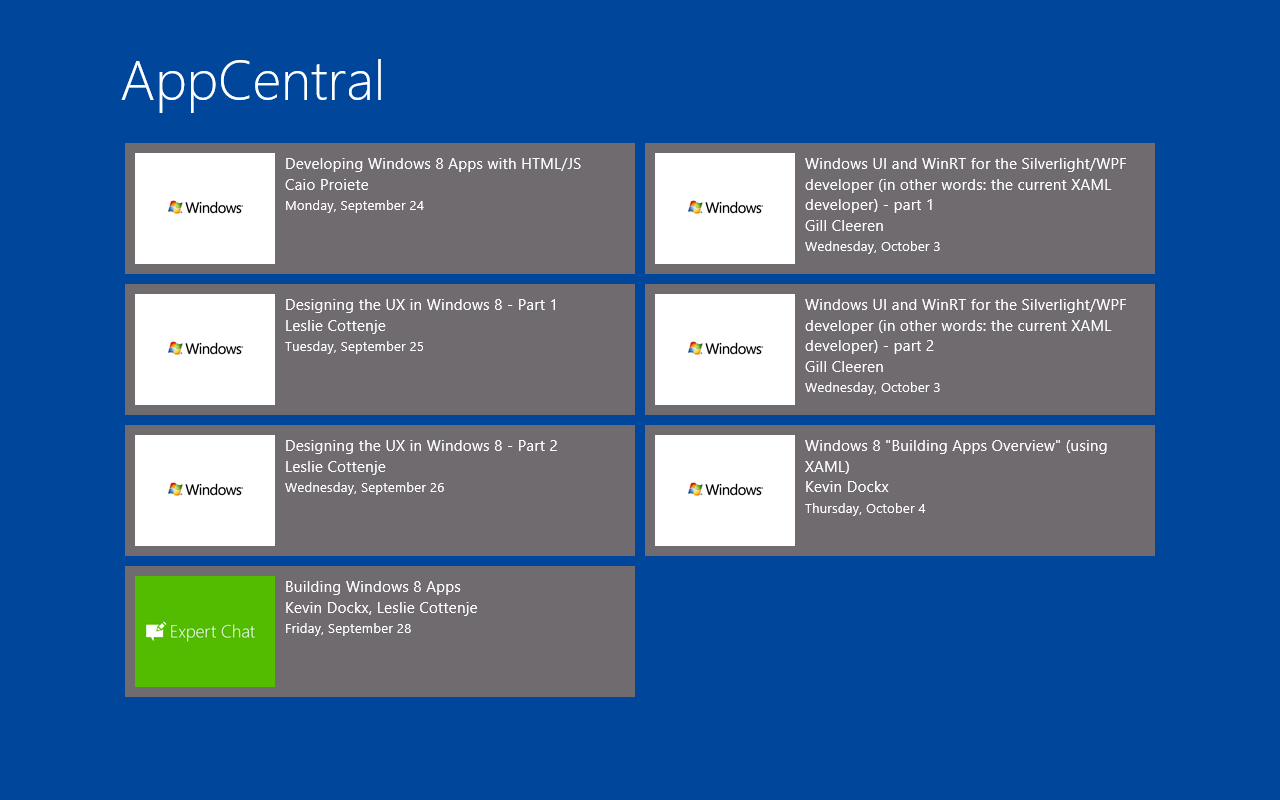 AppCentral
Windows
Developing Windows 8 Apps with HTML/JS
Caio Proiete
Monday, September 24
Windows
Designing the UX in Windows 8 - Part 1
Leslie Cottenje
Tuesday, September 25
Windows
Designing the UX in Windows 8 - Part 2
Leslie Cottenje
Wednesday, September 26
Expert Chat
Building Windows 8 Apps
Kevin Dockx, Leslie Cottenje
Friday, September 28
Windows
Windows UI and WinRT for the Silverlight/WPF
developer (in other words: the current XAML
developer) - part 1
Gill Cleeren
Wednesday, October 3
Windows
Windows UI and WinRT for the Silverlight/WPF
developer (in other words: the current XAML
developer) - part 2
Gill Cleeren
Wednesday, October 3
Windows
Windows 8 "Building Apps Overview" (using
XAML)
Kevin Dockx
Thursday, October 4